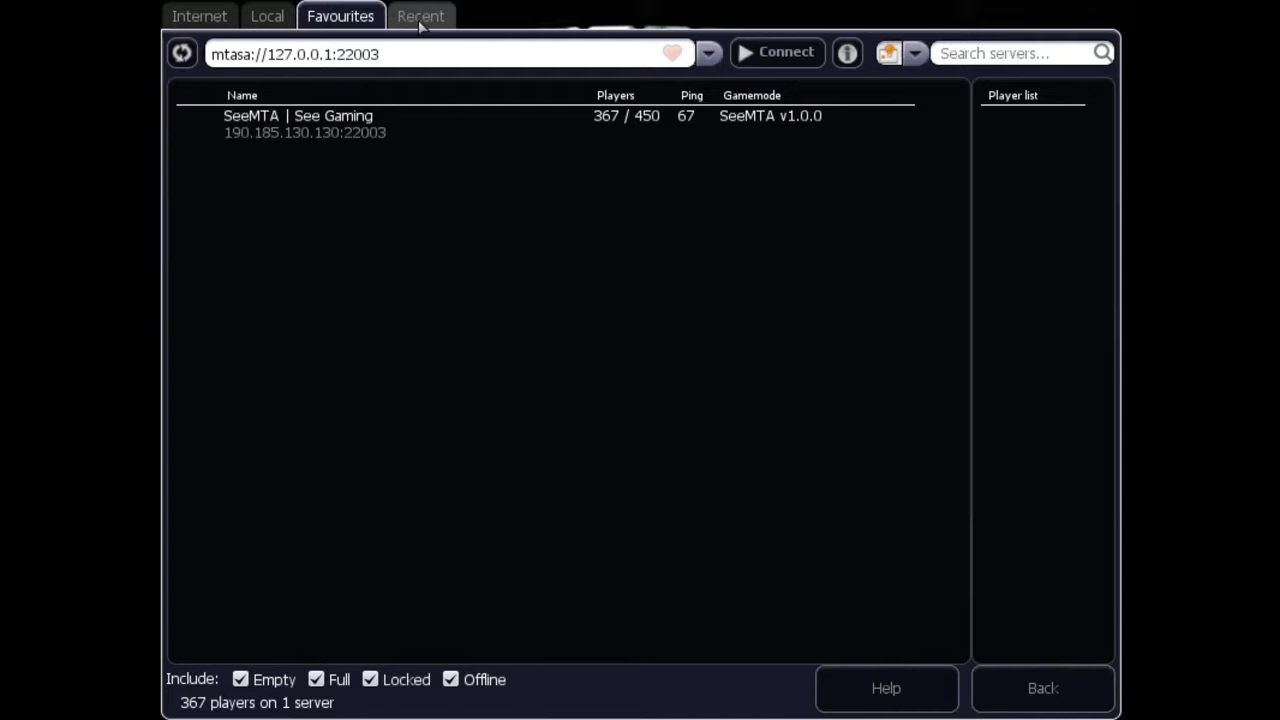 Internet Local Favourites Recent
mtasa://127.0.0.1:22003 Connect Search servers...
Name Players Ping Gamemode Player list
SeeMTA | See Gaming 367 / 450 67 SeeMTA v1.0.0
190.185.130.130:22003
Include: Empty Full Locked Offline Help Back
367 players on 1 server